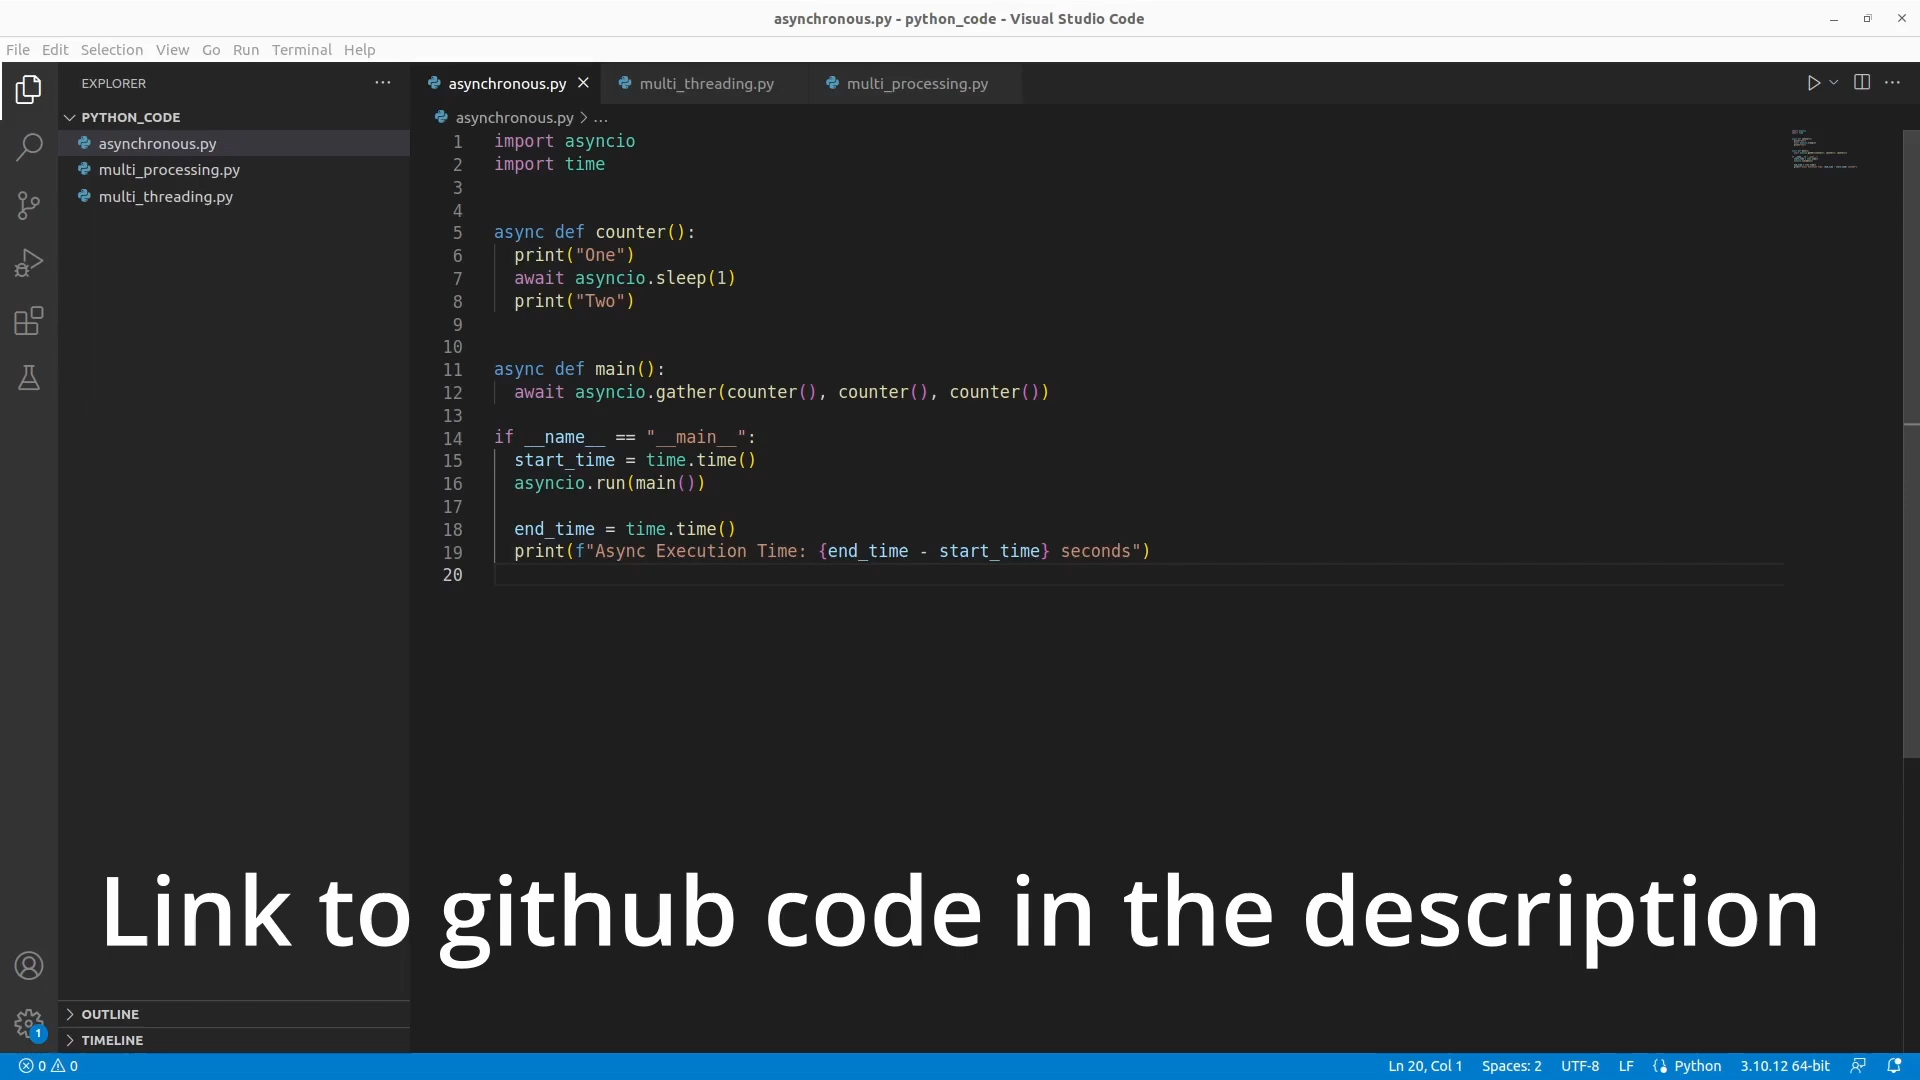 asynchronous.py - python_code - Visual Studio Code
File Edit Selection View Go Run Terminal Help
EXPLORER
PYTHON_CODE
asynchronous.py
multi_processing.py
multi_threading.py
asynchronous.py multi_threading.py multi_processing.py
asynchronous.py > ...
1 import asyncio
2 import time
3
4
5 async def counter():
6   print("One")
7   await asyncio.sleep(1)
8   print("Two")
9
10
11 async def main():
12   await asyncio.gather(counter(), counter(), counter())
13
14 if __name__ == "__main__":
15   start_time = time.time()
16   asyncio.run(main())
17
18   end_time = time.time()
19   print(f"Async Execution Time: {end_time - start_time} seconds")
20
Link to github code in the description
OUTLINE
TIMELINE
1
0 0 Ln 20, Col 1 Spaces: 2 UTF-8 LF {} Python 3.10.12 64-bit